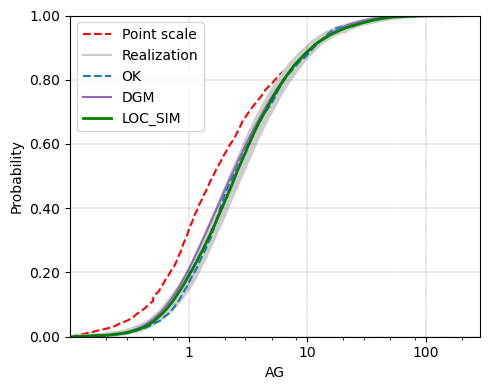 1.00
0.80
0.60
0.40
0.20
0.00
Probability
Point scale
Realization
OK
DGM
LOC_SIM
1 10 100
AG